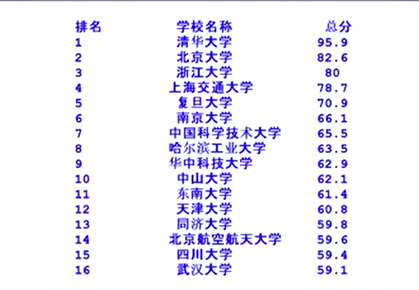 排名 学校名称 总分
1 清华大学 95.9
2 北京大学 82.6
3 浙江大学 80
4 上海交通大学 78.7
5 复旦大学 70.9
6 南京大学 66.1
7 中国科学技术大学 65.5
8 哈尔滨工业大学 63.5
9 华中科技大学 62.9
10 中山大学 62.1
11 东南大学 61.4
12 天津大学 60.8
13 同济大学 59.8
14 北京航空航天大学 59.6
15 四川大学 59.4
16 武汉大学 59.1